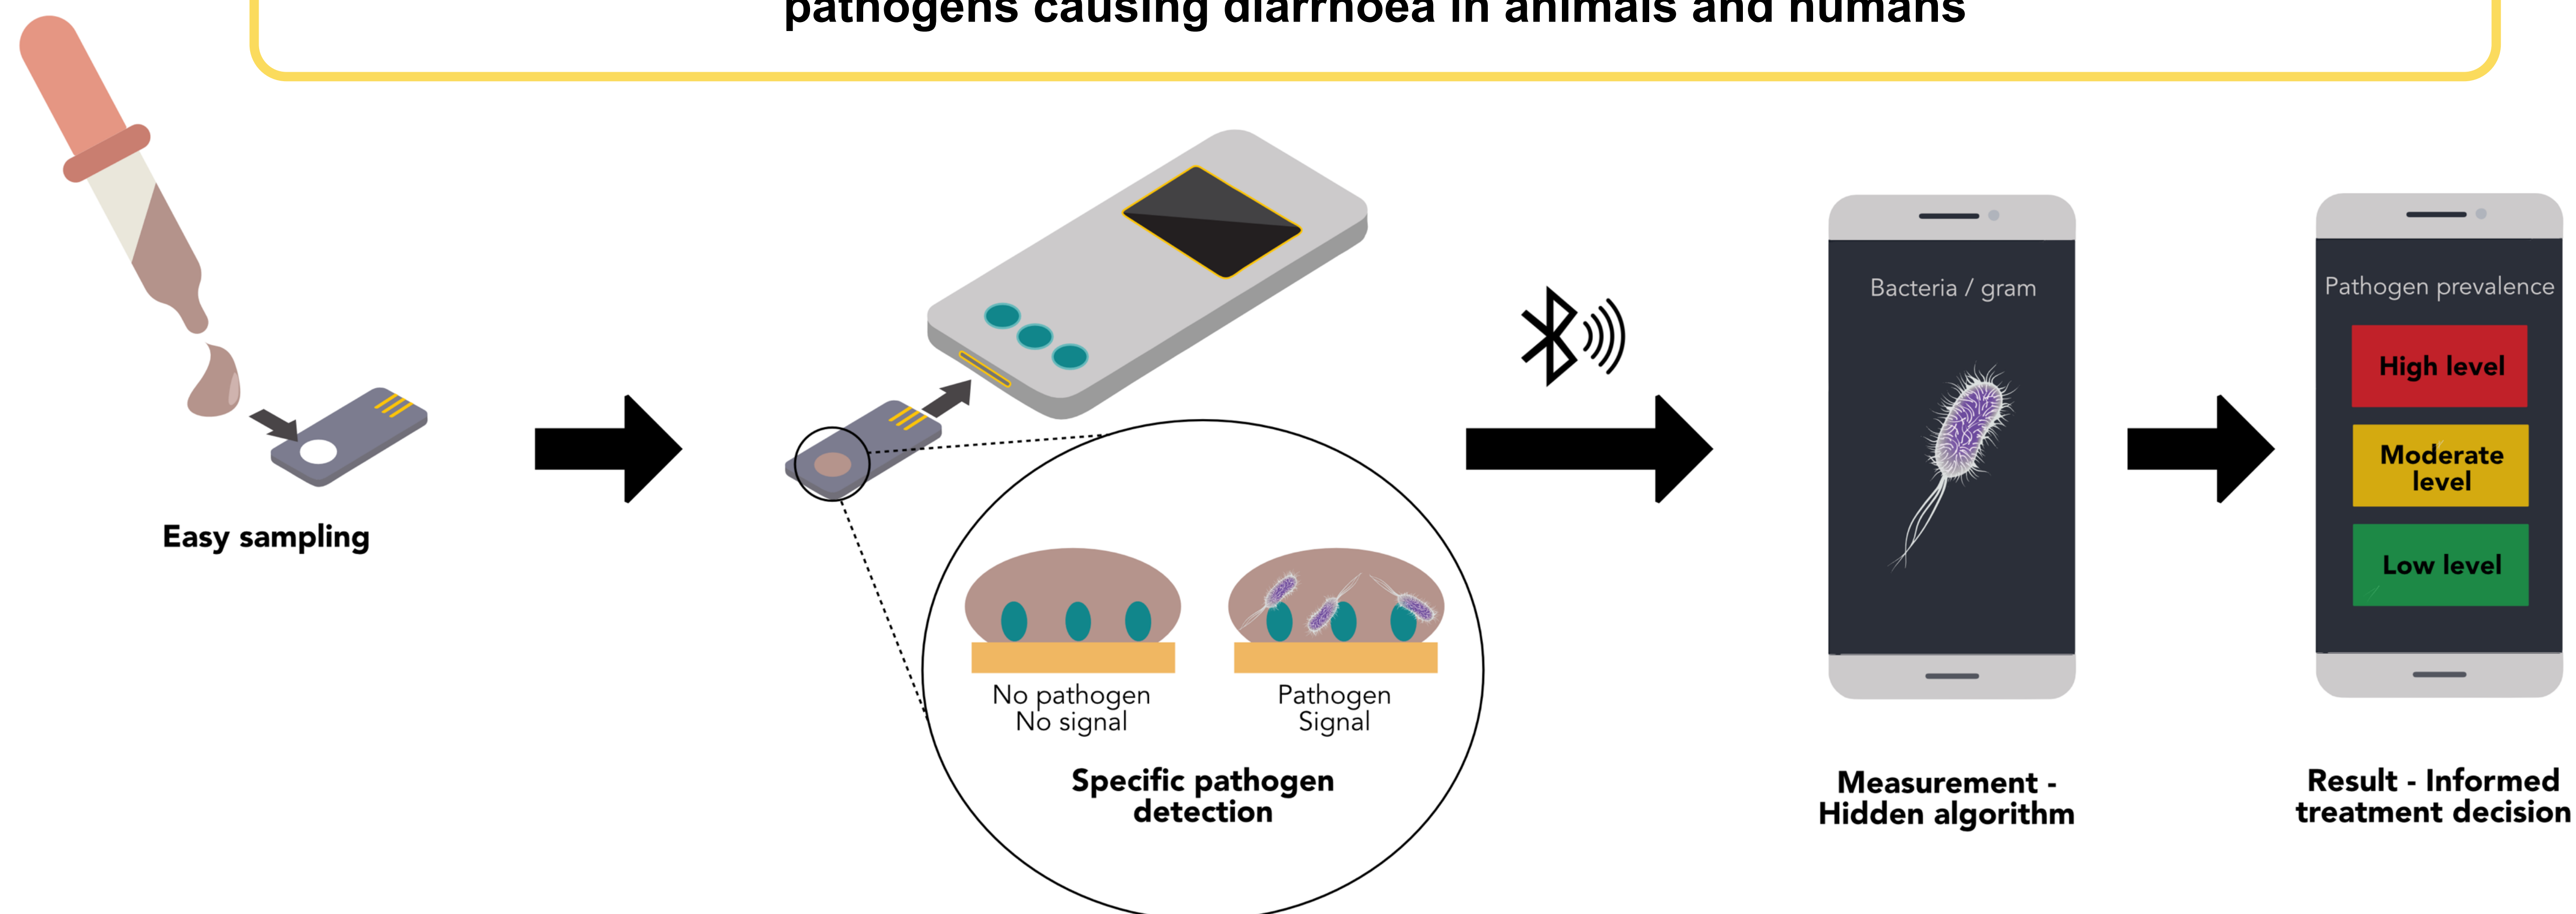 pathogens causing diarrhoea in animals and humans
Easy sampling
No pathogen
No signal
Pathogen
Signal
Specific pathogen
detection
Bacteria / gram
Measurement -
Hidden algorithm
Pathogen prevalence
High level
Moderate
level
Low level
Result - Informed
treatment decision